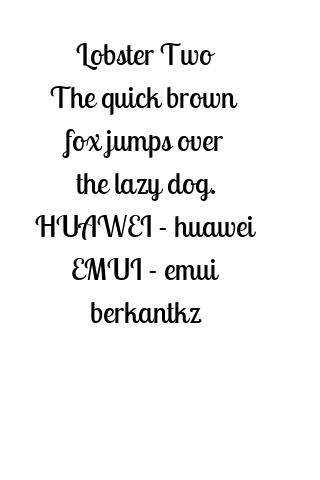 Lobster Two
The quick brown
fox jumps over
the lazy dog.
HUAWEI - huawei
EMUI - emui
berkantkz